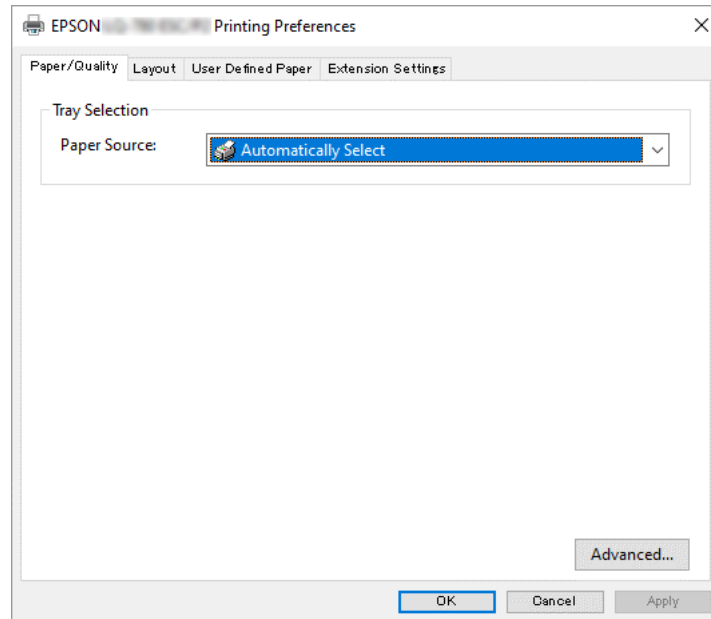 EPSON Printing Preferences
Paper/Quality Layout User Defined Paper Extension Settings
Tray Selection
Paper Source: Automatically Select
Advanced...
OK Cancel Apply